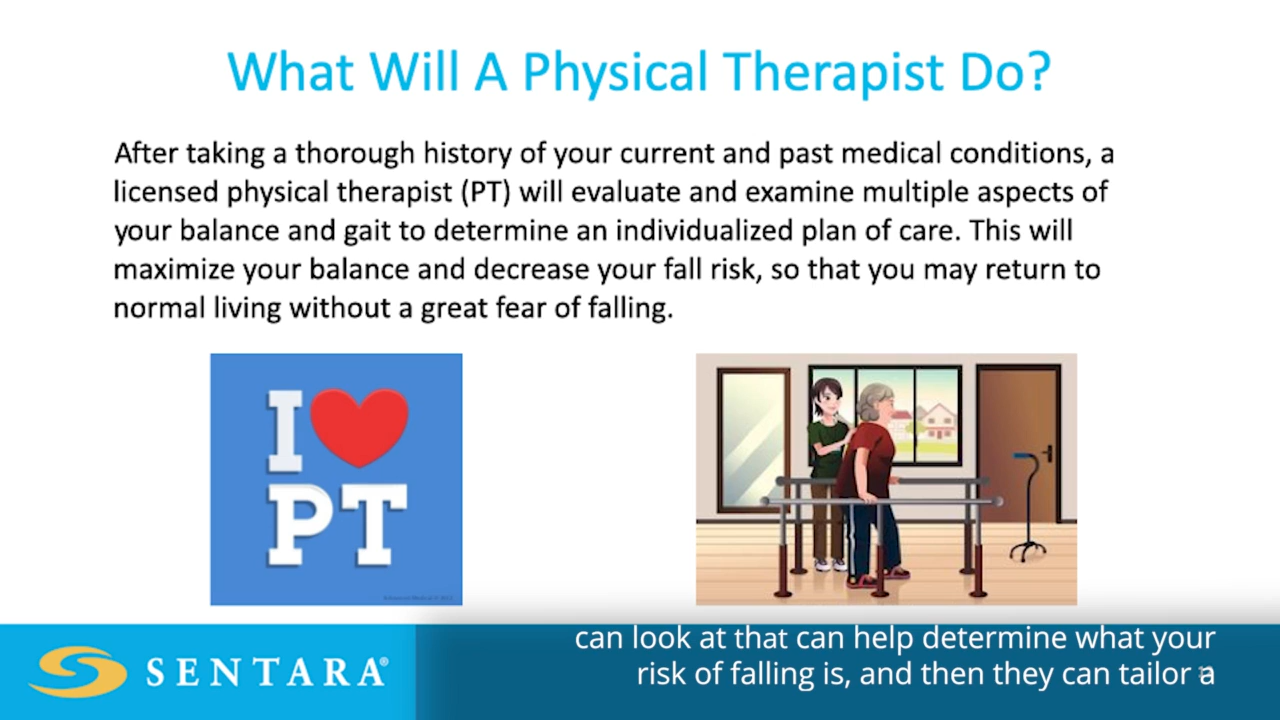 What Will A Physical Therapist Do?
After taking a thorough history of your current and past medical conditions, a
licensed physical therapist (PT) will evaluate and examine multiple aspects of
your balance and gait to determine an individualized plan of care. This will
maximize your balance and decrease your fall risk, so that you may return to
normal living without a great fear of falling.
I
PT
SENTARA®
can look at that can help determine what your
risk of falling is, and then they can tailor a